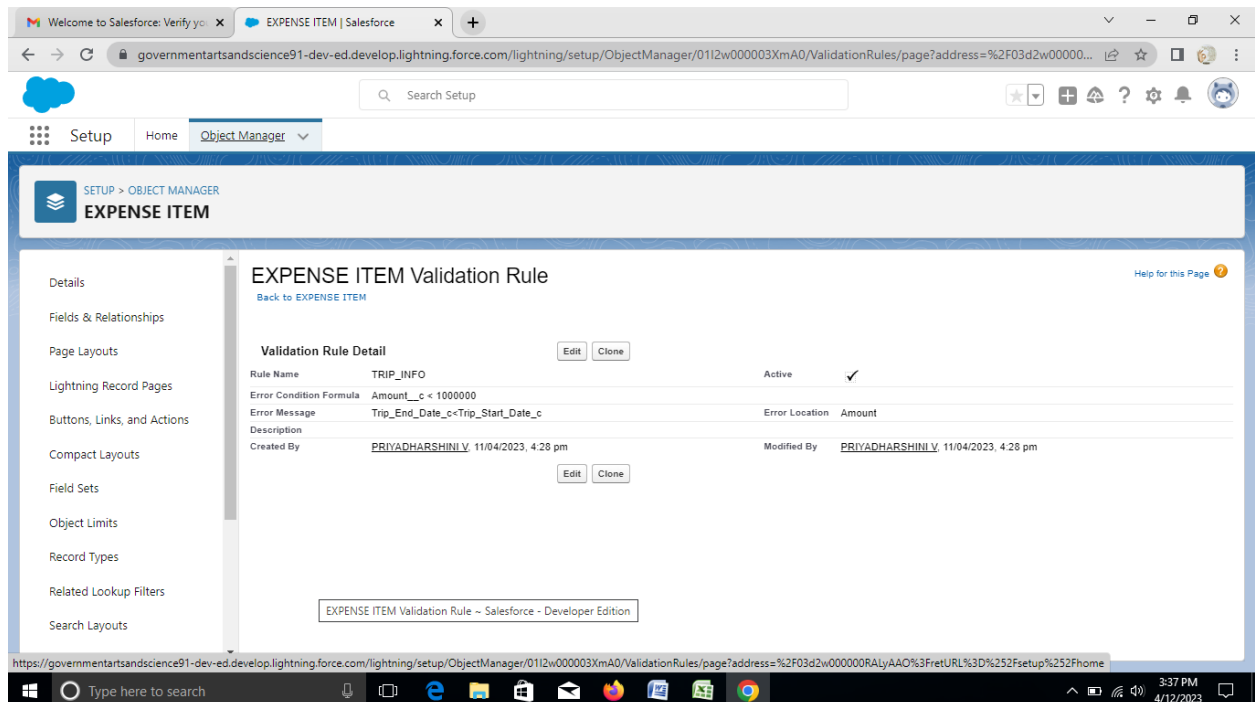 Welcome to Salesforce: Verify yo
EXPENSE ITEM | Salesforce
governmentartsandscience91-dev-ed.develop.lightning.force.com/lightning/setup/ObjectManager/01I2w000003XmA0/ValidationRules/page?address=%2F03d2w00000...
Search Setup
Setup Home Object Manager
SETUP > OBJECT MANAGER
EXPENSE ITEM
Details
Fields & Relationships
Page Layouts
Lightning Record Pages
Buttons, Links, and Actions
Compact Layouts
Field Sets
Object Limits
Record Types
Related Lookup Filters
Search Layouts
EXPENSE ITEM Validation Rule
Help for this Page
Back to EXPENSE ITEM
Validation Rule Detail Edit Clone
Rule Name TRIP_INFO Active
Error Condition Formula Amount__c < 1000000
Error Message Trip_End_Date_c<Trip_Start_Date_c Error Location Amount
Description
Created By PRIYADHARSHINI V, 11/04/2023, 4:28 pm Modified By PRIYADHARSHINI V, 11/04/2023, 4:28 pm
Edit Clone
EXPENSE ITEM Validation Rule ~ Salesforce - Developer Edition
https://governmentartsandscience91-dev-ed.develop.lightning.force.com/lightning/setup/ObjectManager/01I2w000003XmA0/ValidationRules/page?address=%2F03d2w000000RALyAAO%3FretURL%3D%252Fsetup%252Fhome
Type here to search
3:37 PM
4/12/2023